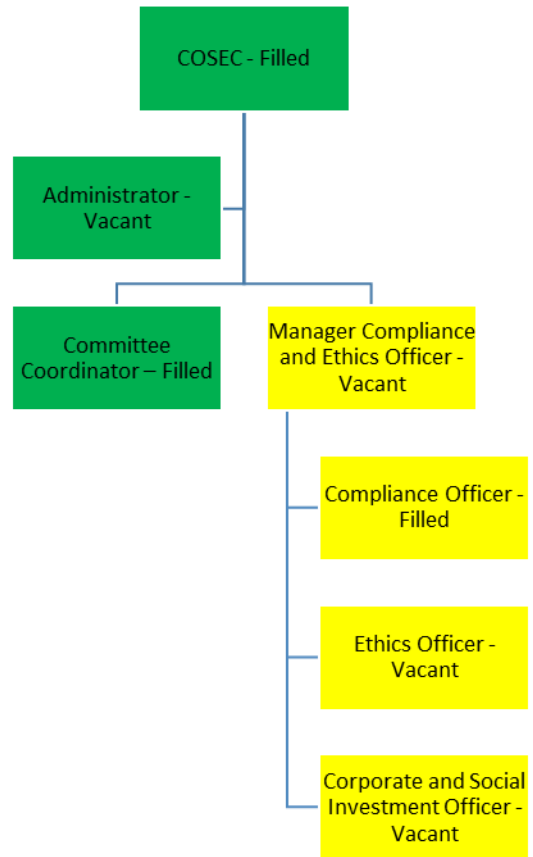 COSEC - Filled
Administrator -
Vacant
Committee
Coordinator – Filled
Manager Compliance
and Ethics Officer -
Vacant
Compliance Officer -
Filled
Ethics Officer -
Vacant
Corporate and Social
Investment Officer -
Vacant